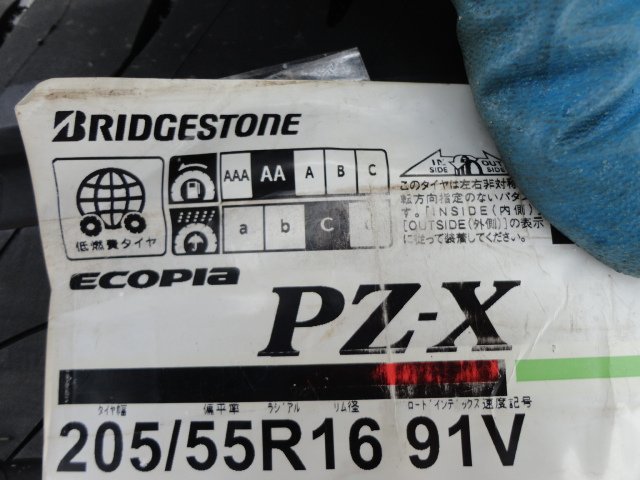 BRIDGESTONE
AAA AA A B C
a b C
低燃費タイヤ
IN SIDE OUT SIDE
このタイヤは左右非対称
転方向指定のないパタ
す。[INSIDE(内側)]
[OUTSIDE(外側)]の表示
に従って装着してください。
ECOPIA
PZ-X
タイヤ幅 偏平率 ラジアル リム径 ロードインデックス 速度記号
205/55R16 91V